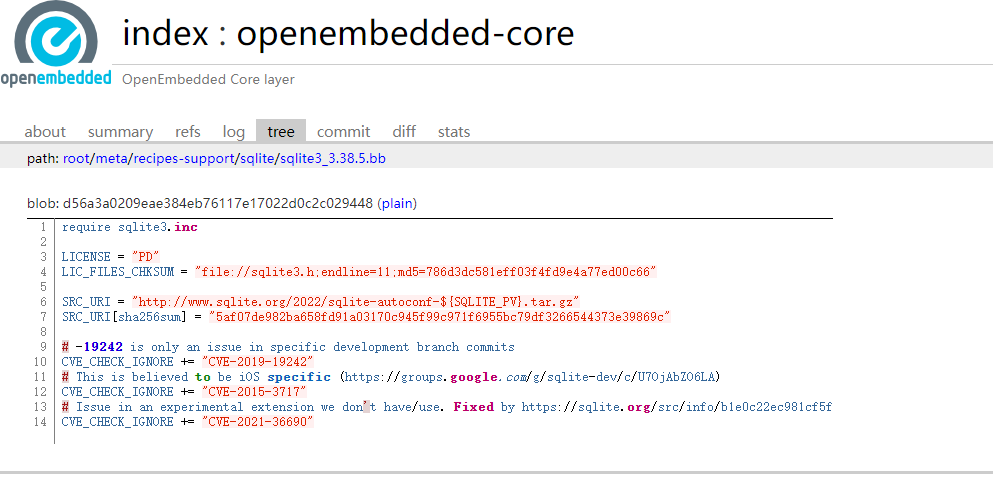 index : openembedded-core
openembedded
OpenEmbedded Core layer
about summary refs log tree commit diff stats
path: root/meta/recipes-support/sqlite/sqlite3_3.38.5.bb
blob: d56a3a0209eae384eb76117e17022d0c2c029448 (plain)
1 require sqlite3.inc
2
3 LICENSE = "PD"
4 LIC_FILES_CHKSUM = "file://sqlite3.h;endline=11;md5=786d3dc581eff03f4fd9e4a77ed00c66"
5
6 SRC_URI = "http://www.sqlite.org/2022/sqlite-autoconf-${SQLITE_PV}.tar.gz"
7 SRC_URI[sha256sum] = "5af07de982ba658fd91a03170c945f99c971f6955bc79df3266544373e39869c"
8
9 # -19242 is only an issue in specific development branch commits
10 CVE_CHECK_IGNORE += "CVE-2019-19242"
11 # This is believed to be iOS specific (https://groups.google.com/g/sqlite-dev/c/U7OjAbZO6LA)
12 CVE_CHECK_IGNORE += "CVE-2015-3717"
13 # Issue in an experimental extension we don't have/use. Fixed by https://sqlite.org/src/info/b1e0c22ec981cf5f
14 CVE_CHECK_IGNORE += "CVE-2021-36690"